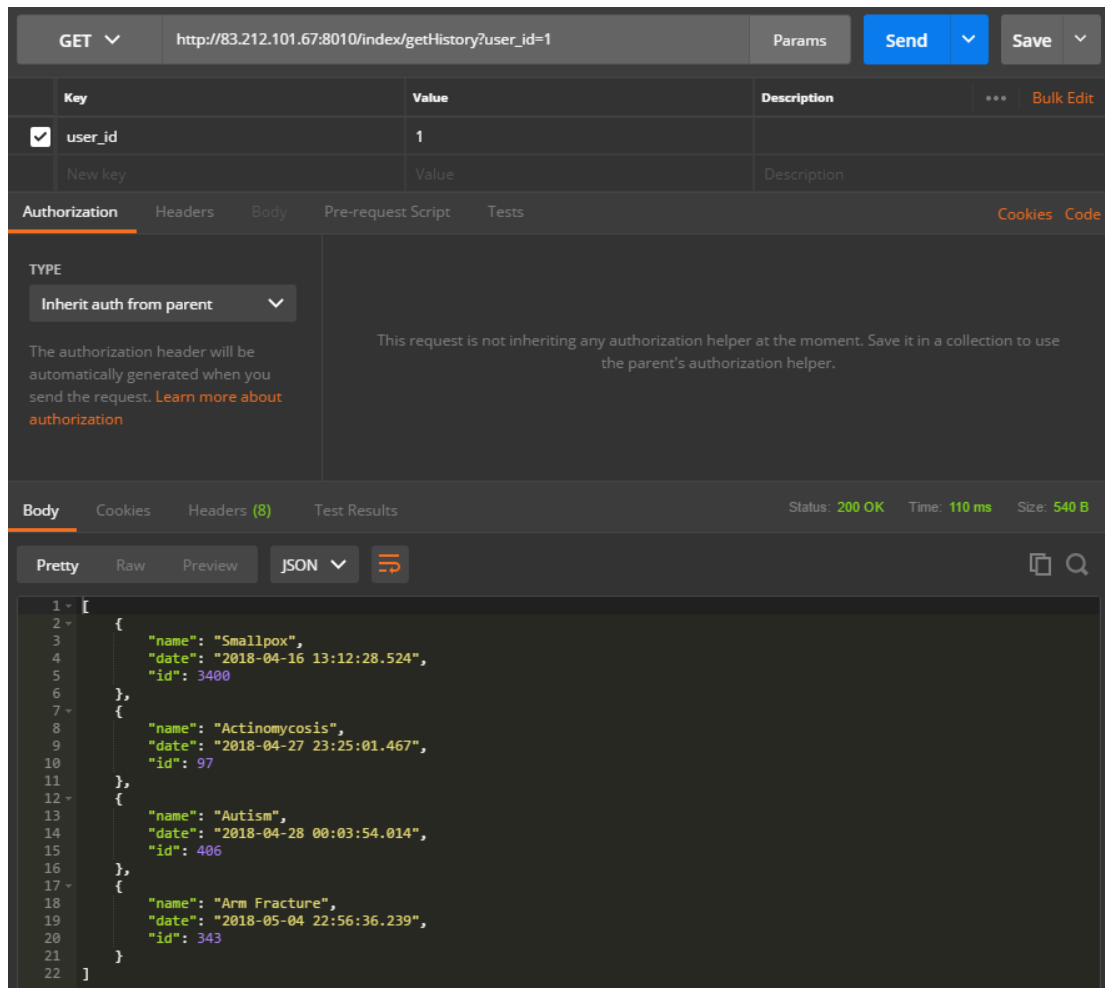 GET http://83.212.101.67:8010/index/getHistory?user_id=1 Params Send Save
Key Value Description ••• Bulk Edit
user_id 1
New key Value Description
Authorization Headers Body Pre-request Script Tests Cookies Code
TYPE
Inherit auth from parent
The authorization header will be
automatically generated when you
send the request. Learn more about
authorization
This request is not inheriting any authorization helper at the moment. Save it in a collection to use
the parent's authorization helper.
Body Cookies Headers (8) Test Results Status: 200 OK Time: 110 ms Size: 540 B
Pretty Raw Preview JSON
1 [
2 {
3 "name": "Smallpox",
4 "date": "2018-04-16 13:12:28.524",
5 "id": 3400
6 },
7 {
8 "name": "Actinomycosis",
9 "date": "2018-04-27 23:25:01.467",
10 "id": 97
11 },
12 {
13 "name": "Autism",
14 "date": "2018-04-28 00:03:54.014",
15 "id": 406
16 },
17 {
18 "name": "Arm Fracture",
19 "date": "2018-05-04 22:56:36.239",
20 "id": 343
21 }
22 ]